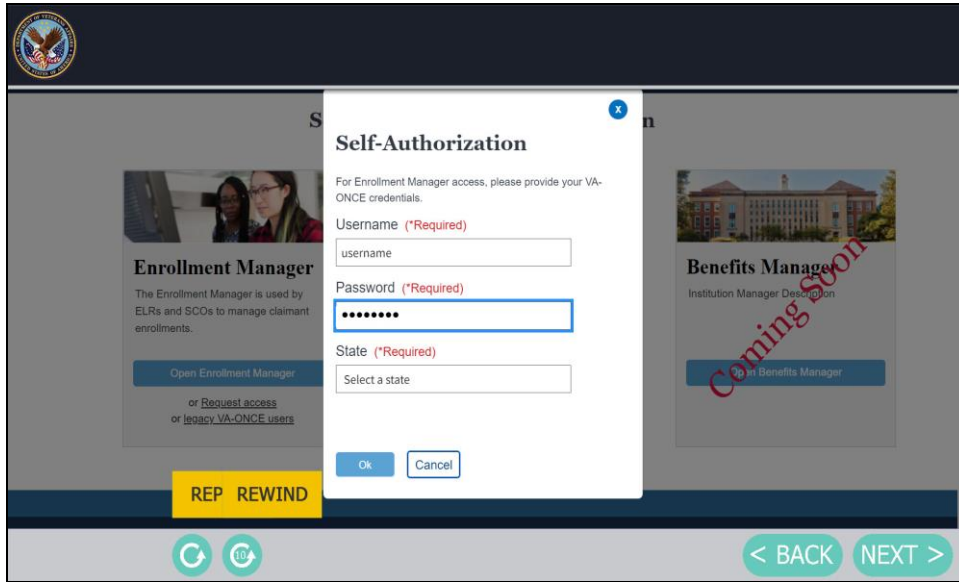 S
n
X
Self-Authorization
For Enrollment Manager access, please provide your VA-
ONCE credentials.
Username (*Required)
username
Password (*Required)
••••••••
State (*Required)
Select a state
Ok
Cancel
Enrollment Manager
The Enrollment Manager is used by
ELRs and SCOs to manage claimant
enrollments.
Open Enrollment Manager
or Request access
or legacy VA-ONCE users
Benefits Manager
Institution Manager Description
Open Benefits Manager
Coming Soon
REP REWIND
10
< BACK
NEXT >